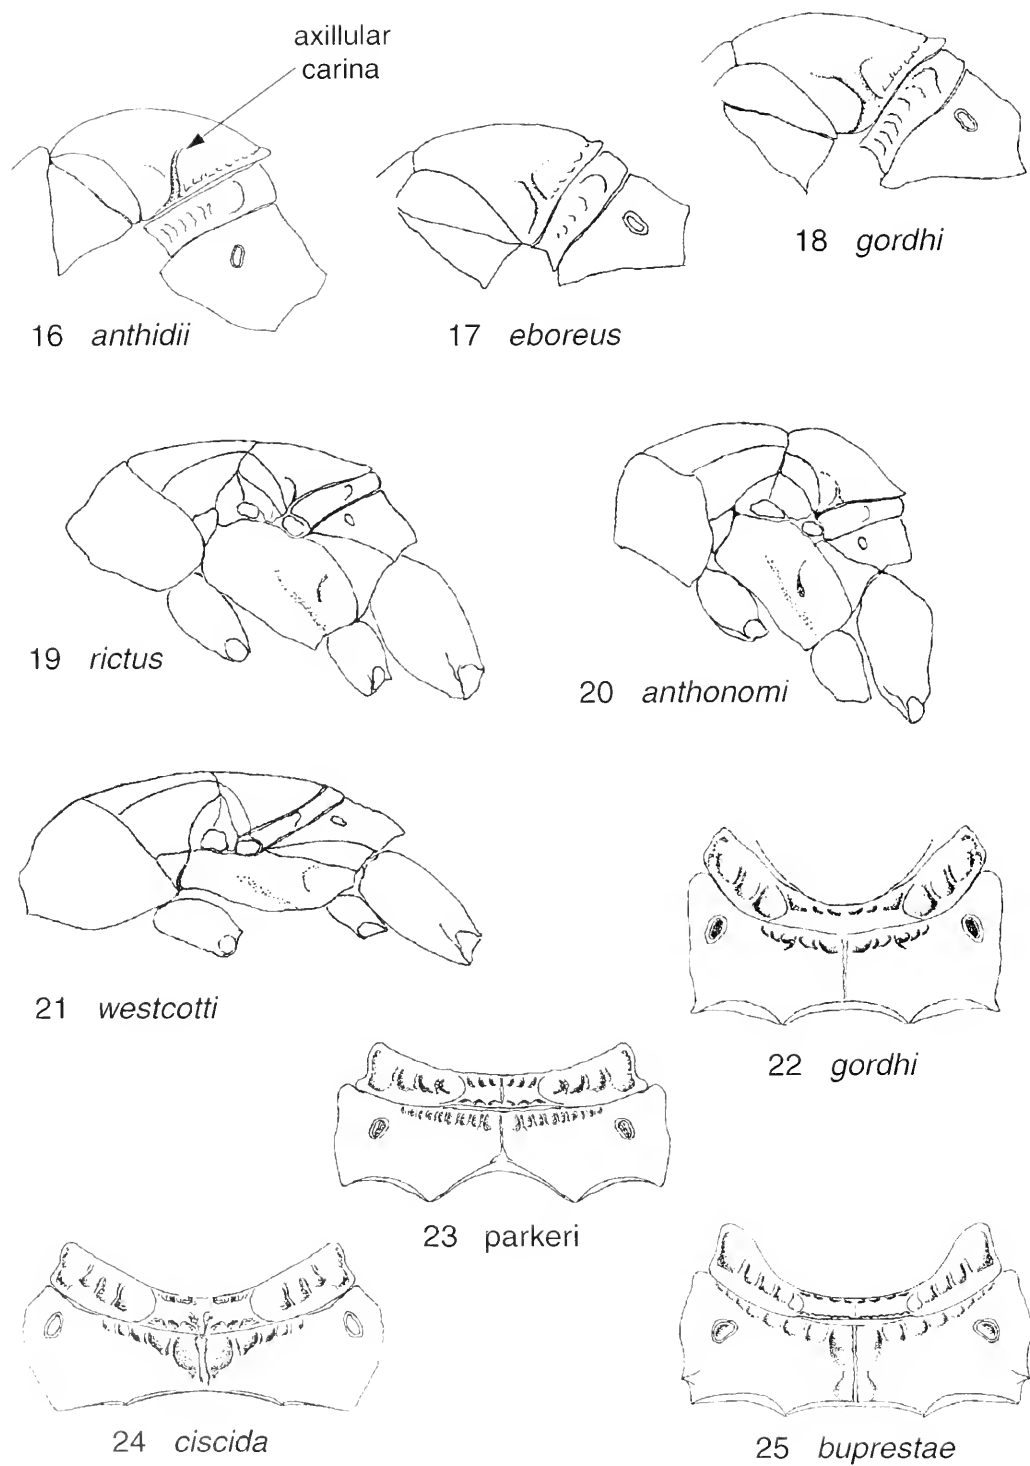 axillular
carina
16 anthidii
17 eboreus
18 gordhi
19 rictus
20 anthonomi
21 westcotti
22 gordhi
23 parkeri
24 ciscida
25 buprestae